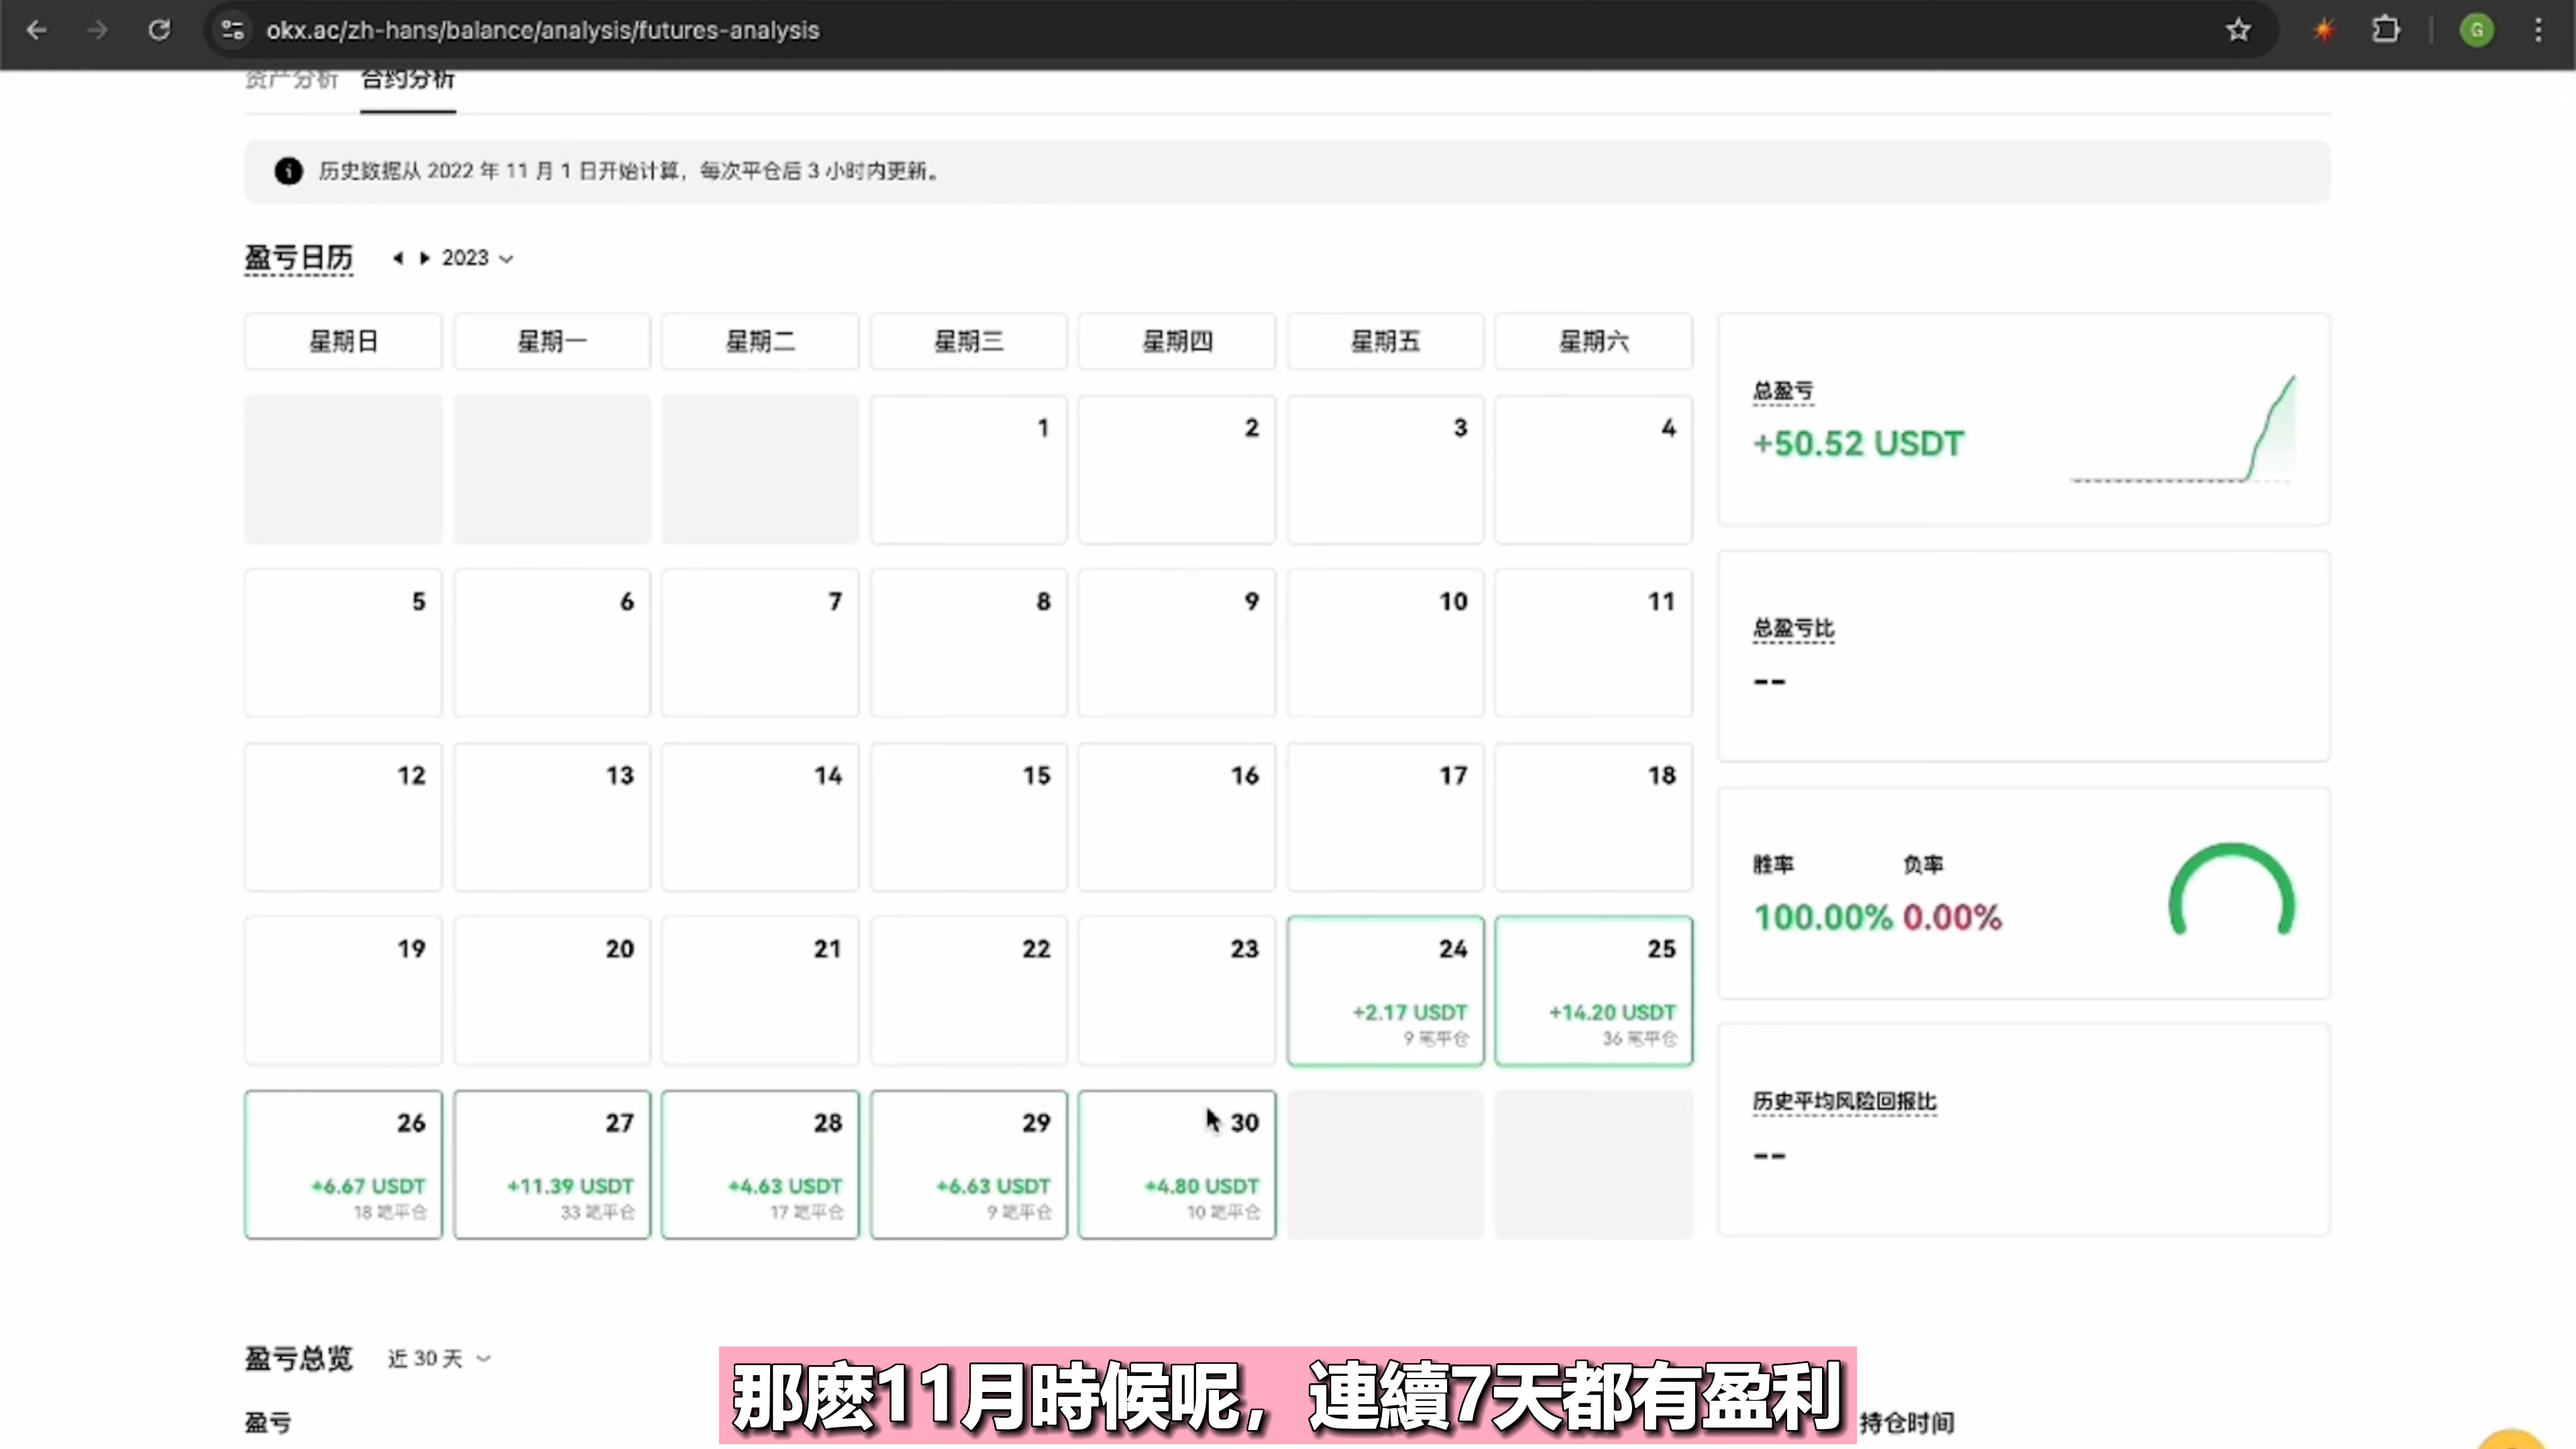 okx.ac/zh-hans/balance/analysis/futures-analysis
G
资产分析 合约分析
历史数据从 2022 年 11 月 1 日开始计算，每次平仓后 3 小时内更新。
盈亏日历 2023
星期日 星期一 星期二 星期三 星期四 星期五 星期六
1 2 3 4
5 6 7 8 9 10 11
12 13 14 15 16 17 18
19 20 21 22 23 24 25
+2.17 USDT +14.20 USDT
9 笔平仓 36 笔平仓
26 27 28 29 30
+6.67 USDT +11.39 USDT +4.63 USDT +6.63 USDT +4.80 USDT
18 笔平仓 33 笔平仓 17 笔平仓 9 笔平仓 10 笔平仓
总盈亏
+50.52 USDT
总盈亏比
--
胜率 负率
100.00% 0.00%
历史平均风险回报比
--
盈亏总览 近 30 天
盈亏
持仓时间
那麽11月時候呢，連續7天都有盈利